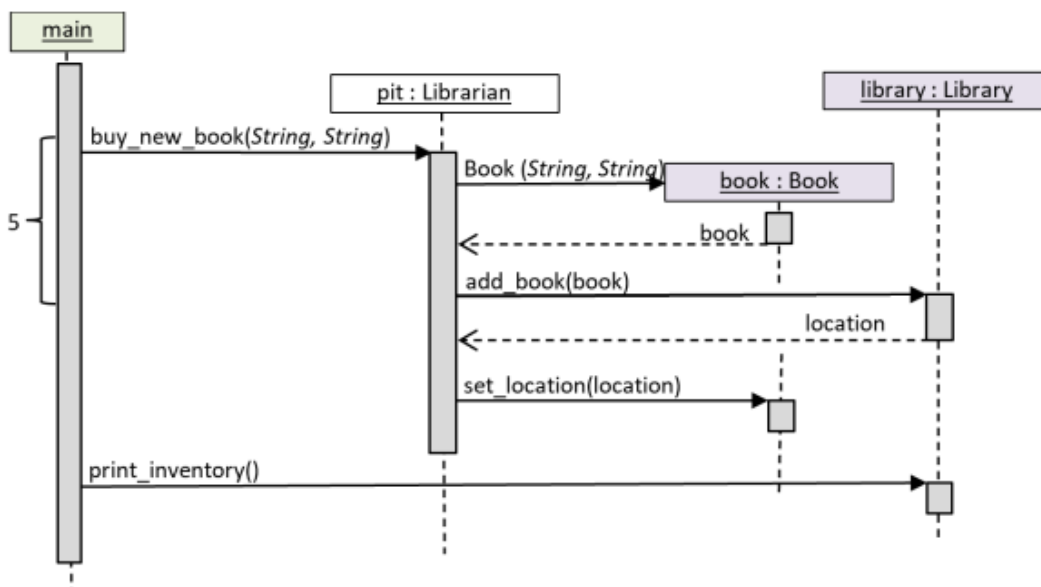 main
pit : Librarian
library : Library
buy_new_book(String, String)
Book (String, String)
book : Book
5
book
add_book(book)
location
set_location(location)
print_inventory()